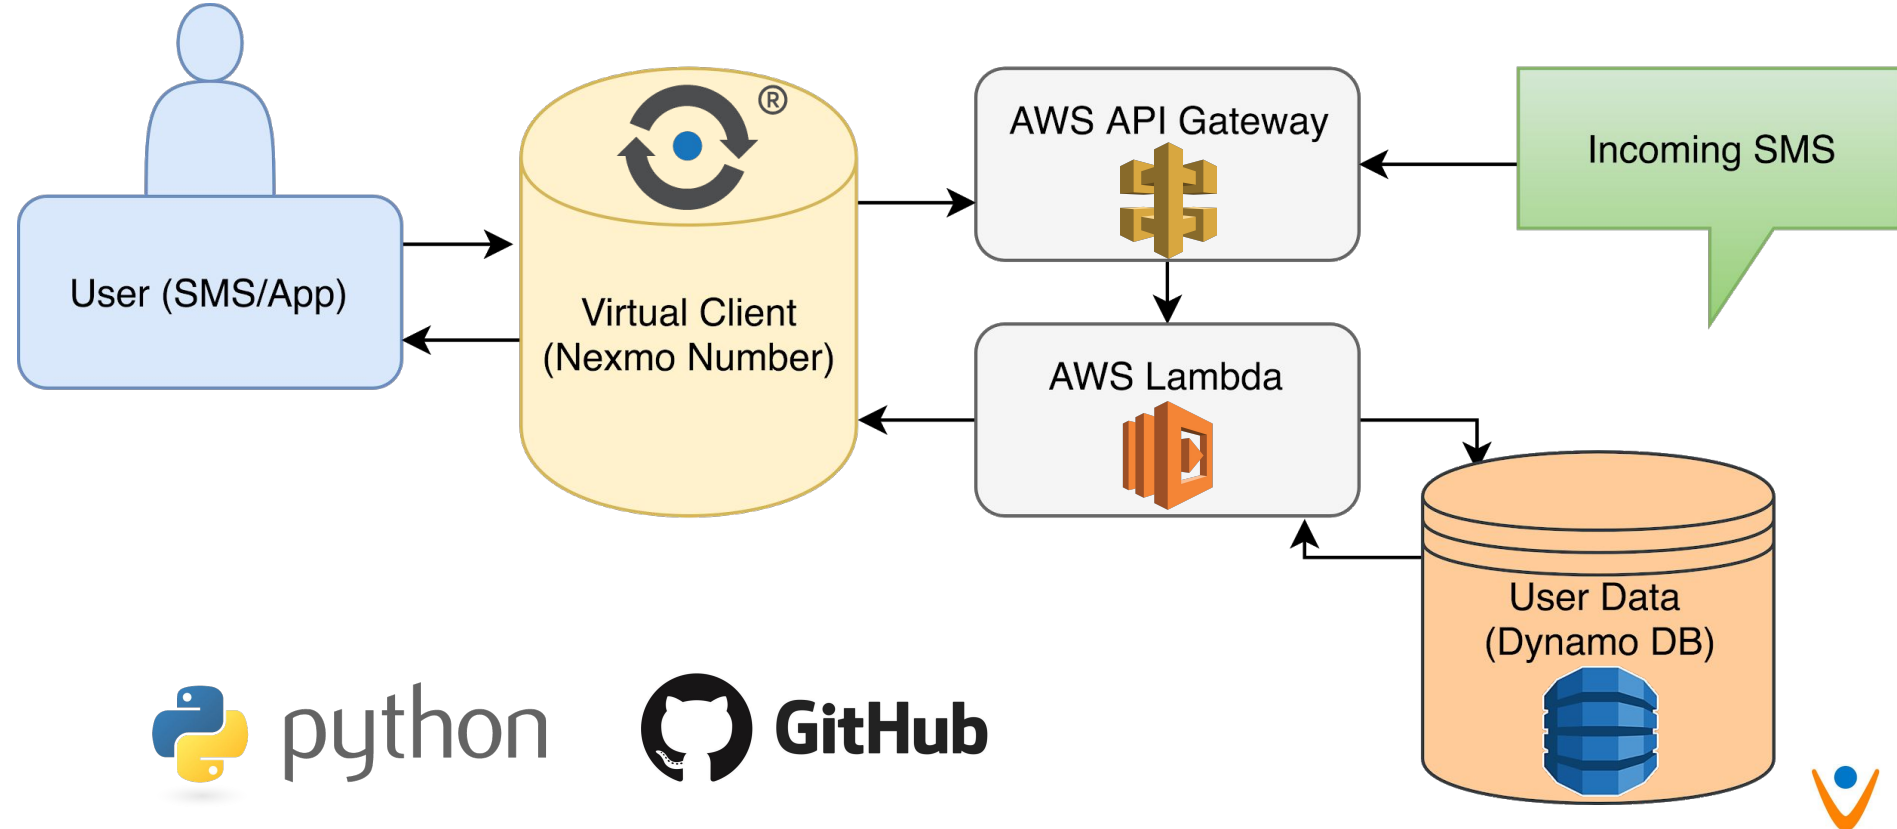 User (SMS/App)
®
Virtual Client
(Nexmo Number)
AWS API Gateway
AWS Lambda
Incoming SMS
User Data
(Dynamo DB)
python
GitHub